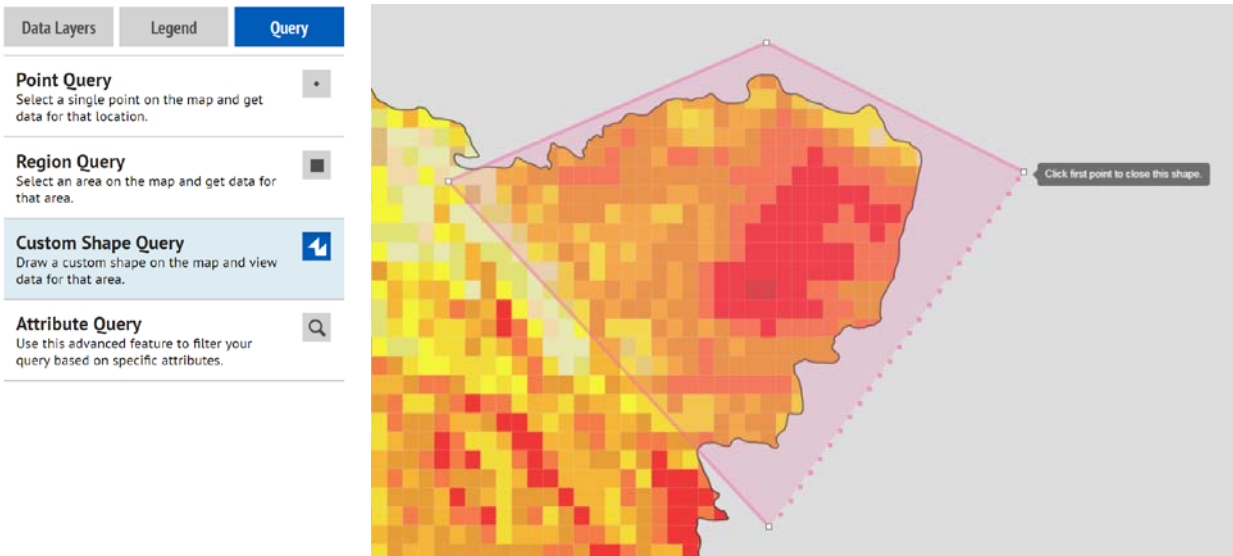 Data Layers
Legend
Query
Point Query
Select a single point on the map and get
data for that location.
Region Query
Select an area on the map and get data for
that area.
Custom Shape Query
Draw a custom shape on the map and view
data for that area.
Attribute Query
Use this advanced feature to filter your
query based on specific attributes.
Click first point to close this shape.